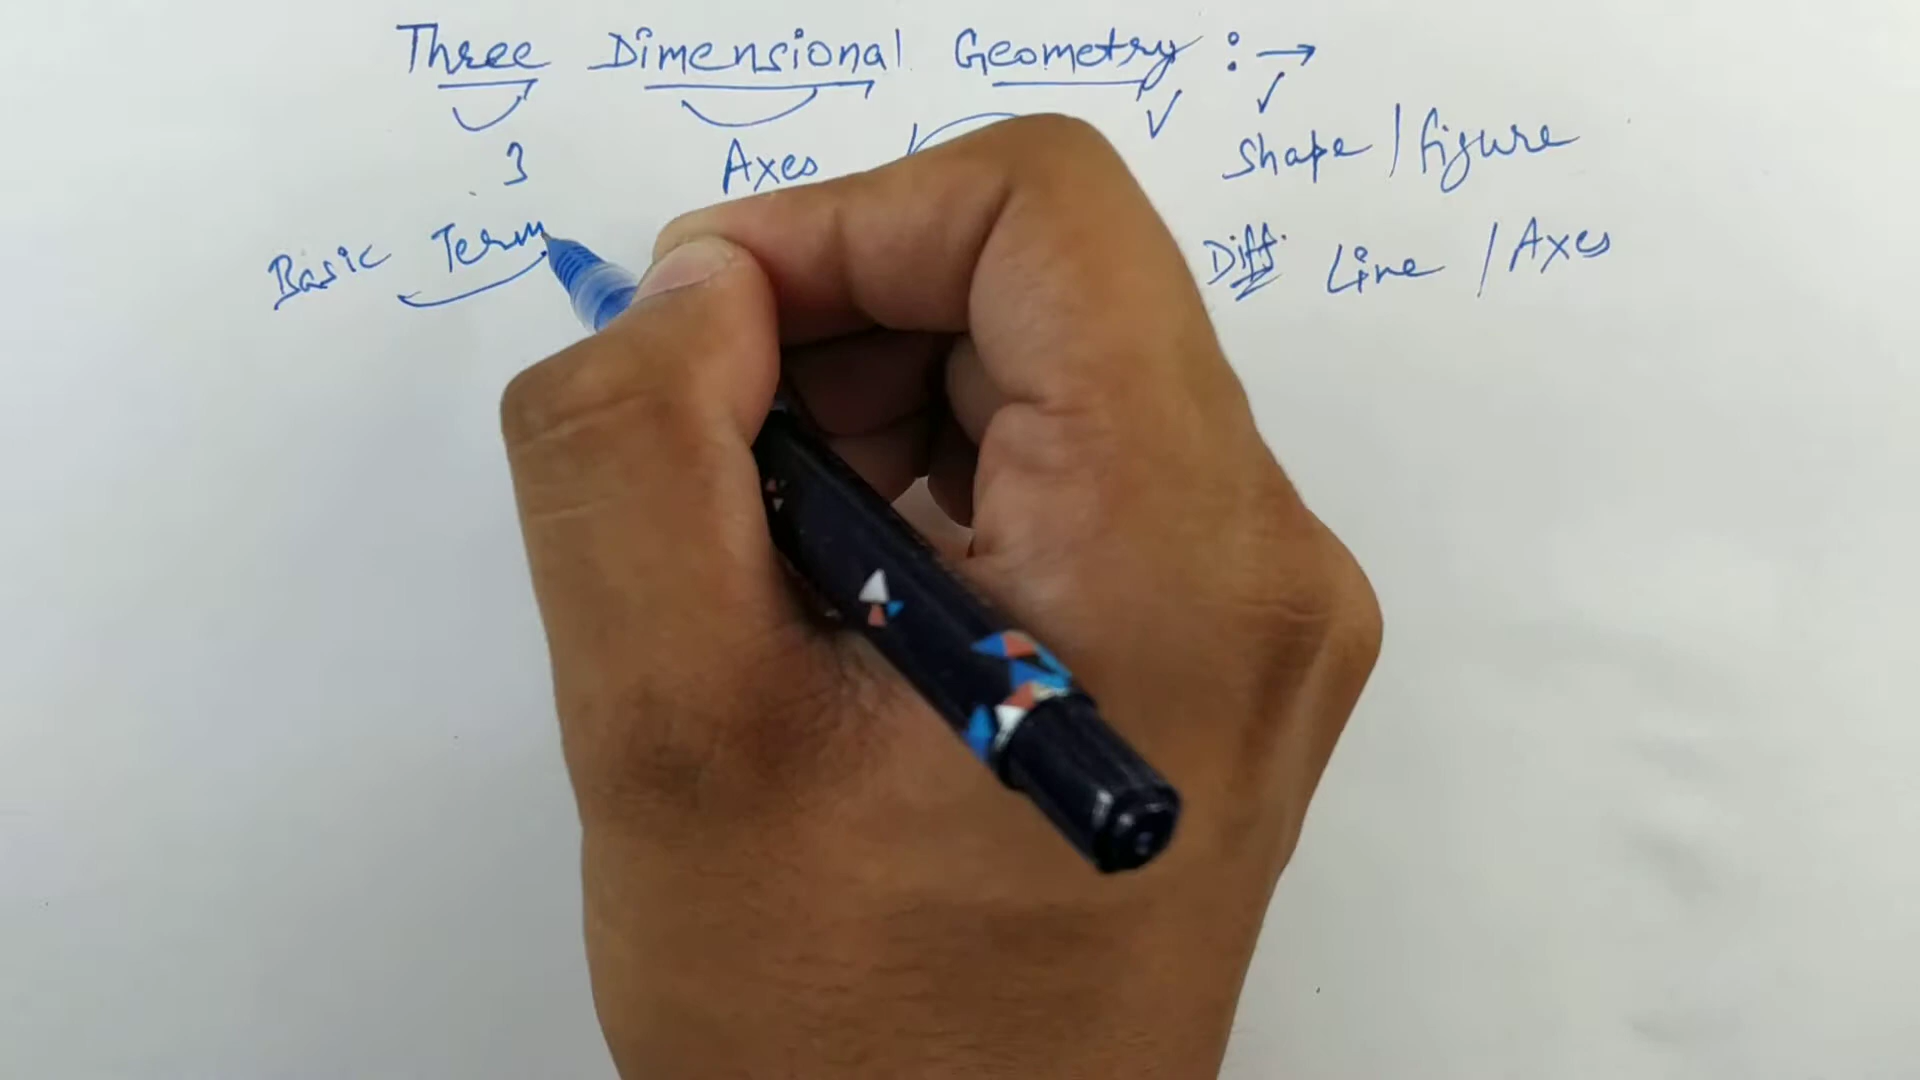 Three Dimensional Geometry :→
3 Axes Shape / figure
Basic Term Diff. Line / Axes